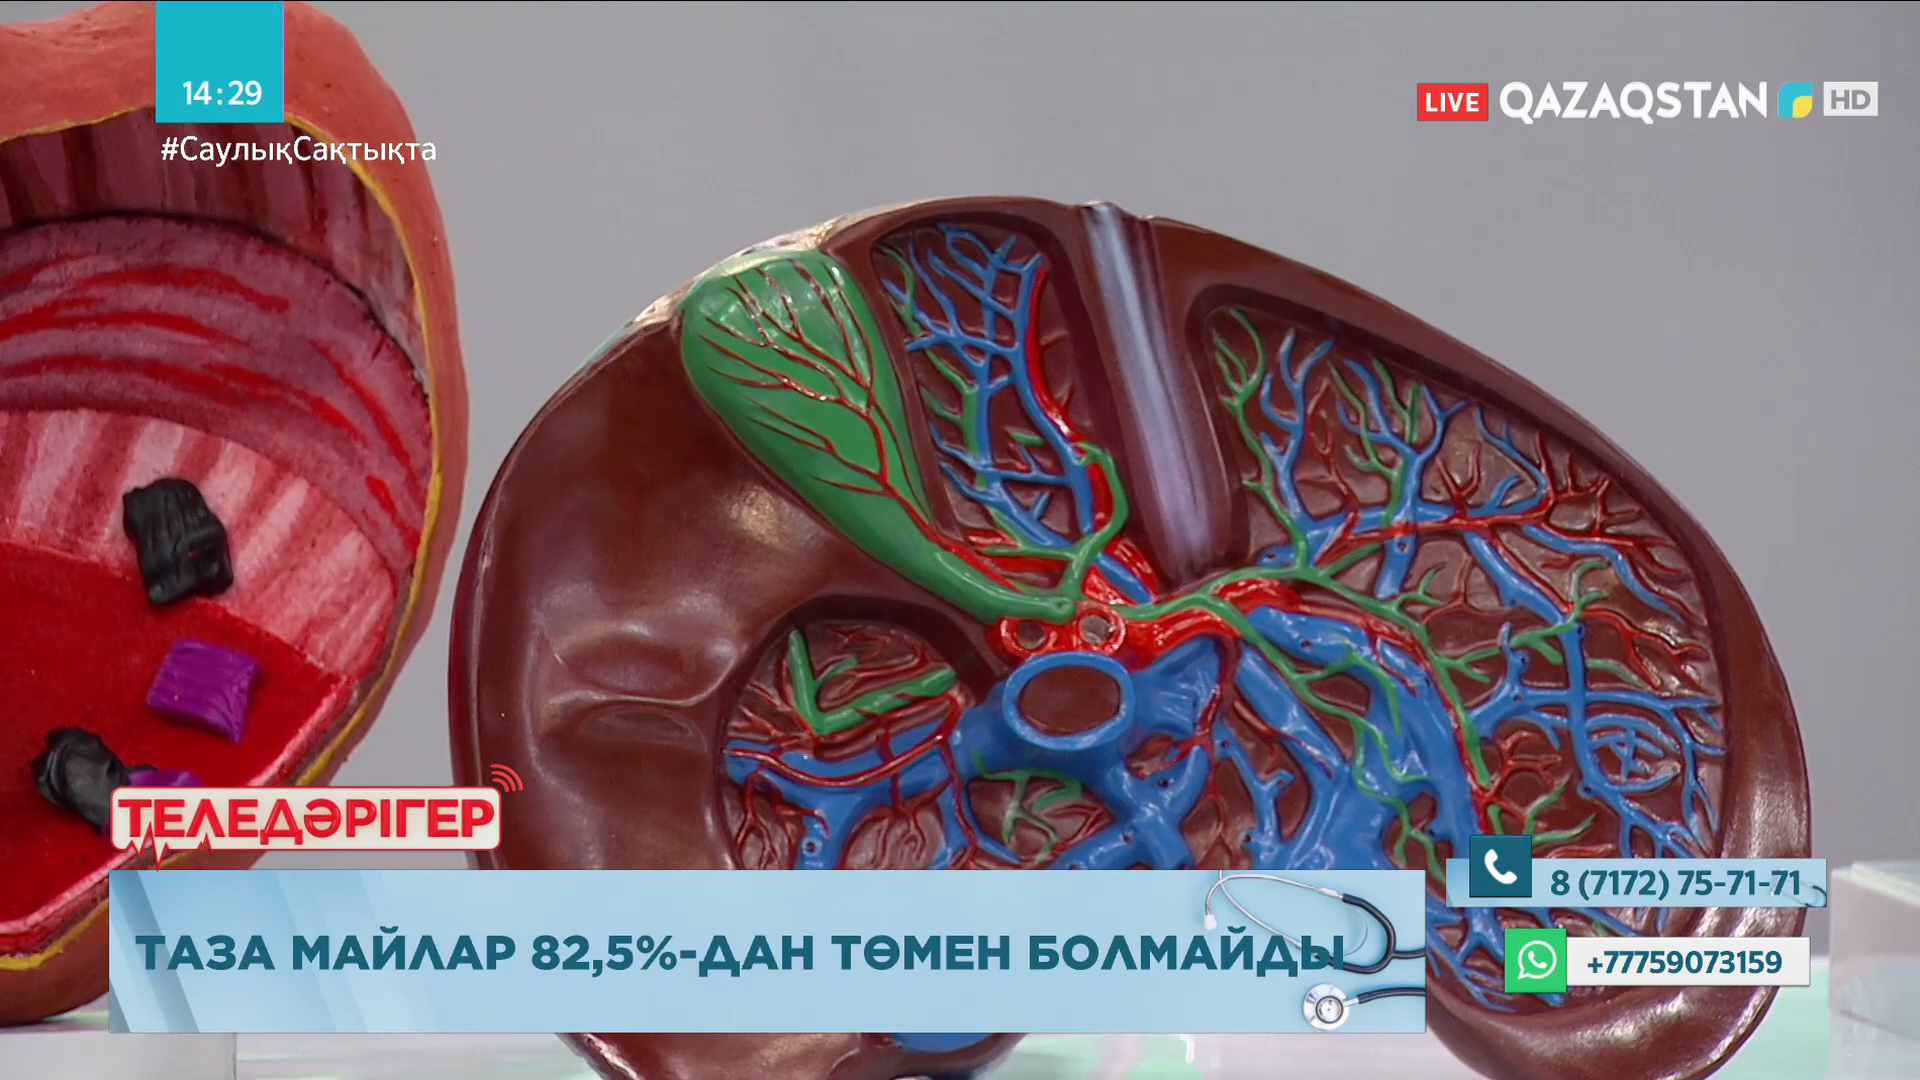 14:29
#СаулықСақтықта
LIVE QAZAQSTAN HD
ТЕЛЕДӘРІГЕР
ТАЗА МАЙЛАР 82,5%-ДАН ТӨМЕН БОЛМАЙДЫ
8 (7172) 75-71-71
+77759073159